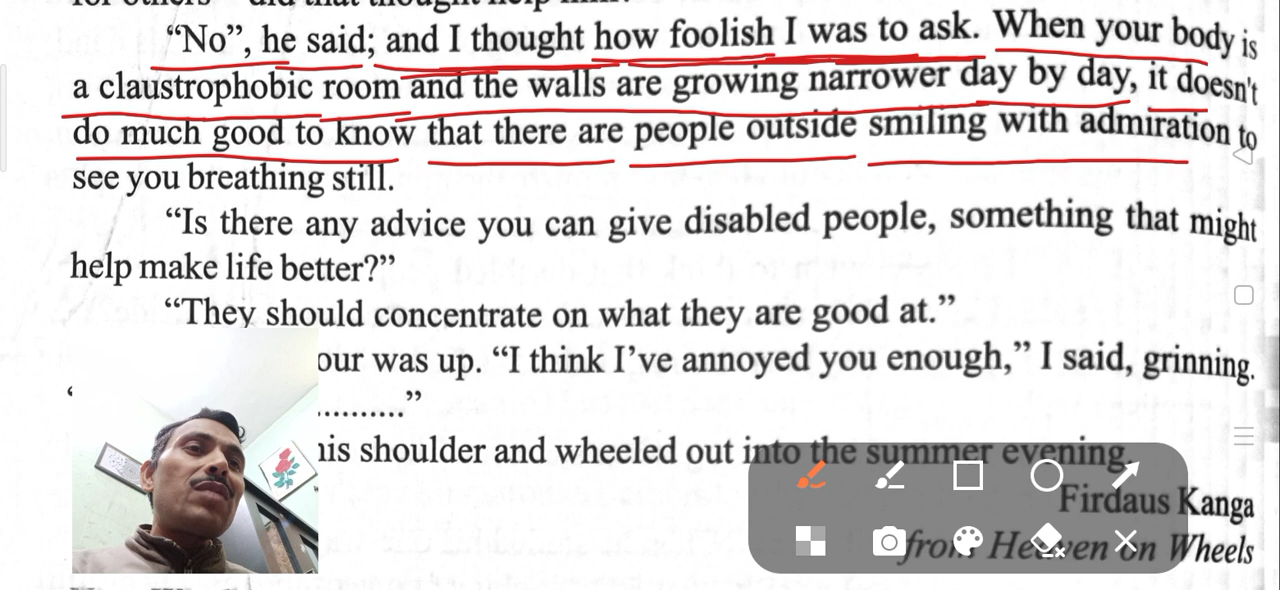 “No”, he said; and I thought how foolish I was to ask. When your body is
a claustrophobic room and the walls are growing narrower day by day, it doesn't
do much good to know that there are people outside smiling with admiration to
see you breathing still.
“Is there any advice you can give disabled people, something that might
help make life better?”
“They should concentrate on what they are good at.”
our was up. “I think I’ve annoyed you enough,” I said, grinning.
‘ ..........”
his shoulder and wheeled out into the summer evening.
Firdaus Kanga
from Heaven on Wheels